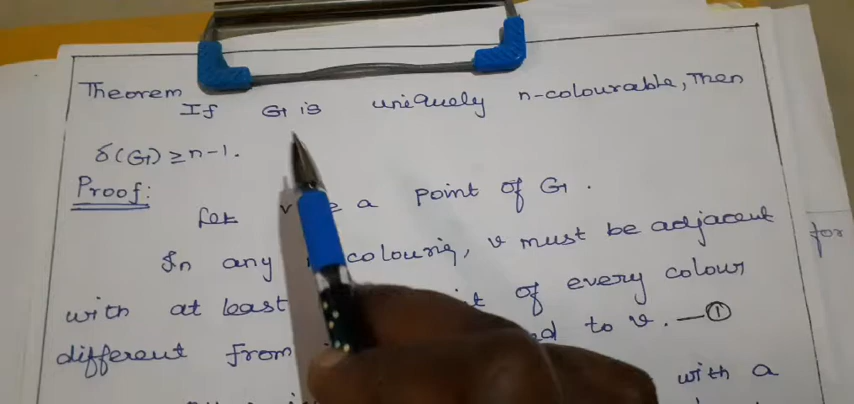 Theorem
If G is uniquely n-colourable, Then
δ(G) ≥ n-1.
Proof:
Let v a point of G.
In any colouring, v must be adjacent
with at least of every colour
different from to v. — ①
with a
for